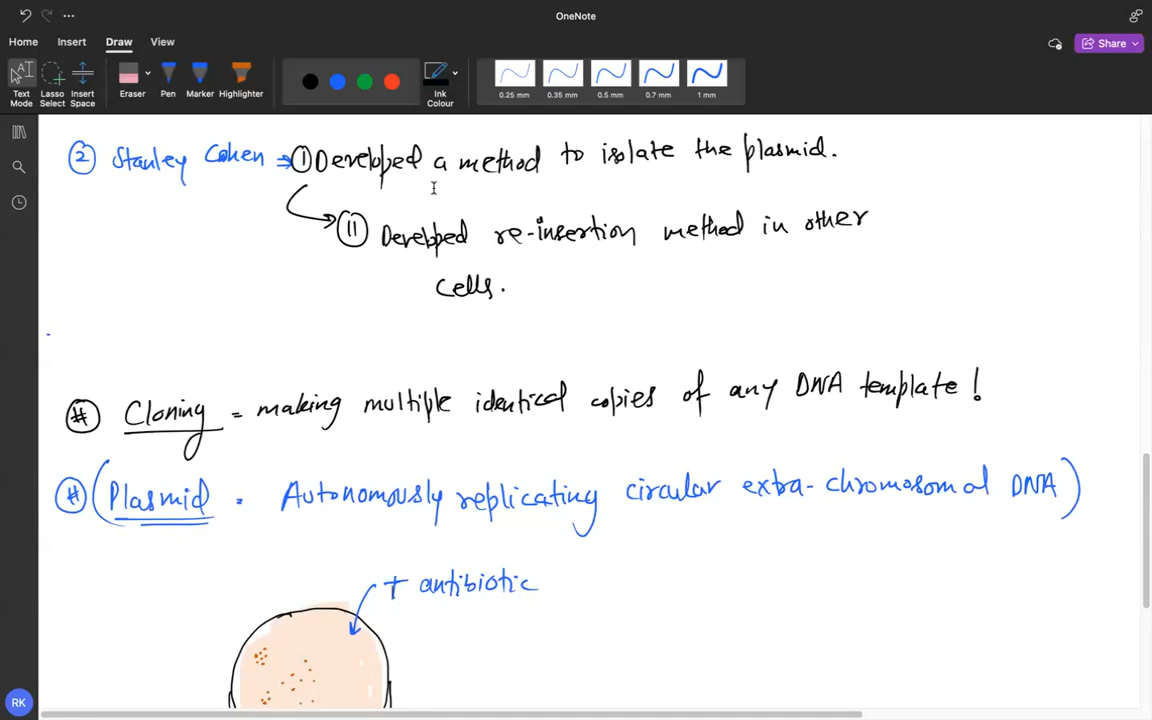 OneNote
Home Insert Draw View
Share
Text Mode
Lasso Select
Insert Space
Eraser
Pen
Marker
Highlighter
Ink Colour
0.25 mm
0.35 mm
0.5 mm
0.7 mm
1 mm
② Stanley Cohen ⇒ ① Developed a method to isolate the plasmid.
⑪ Developed re-insertion method in other
cells.
# Cloning = making multiple identical copies of any DNA template!
# (Plasmid = Autonomously replicating circular extra-chromosomal DNA)
+ antibiotic
RK